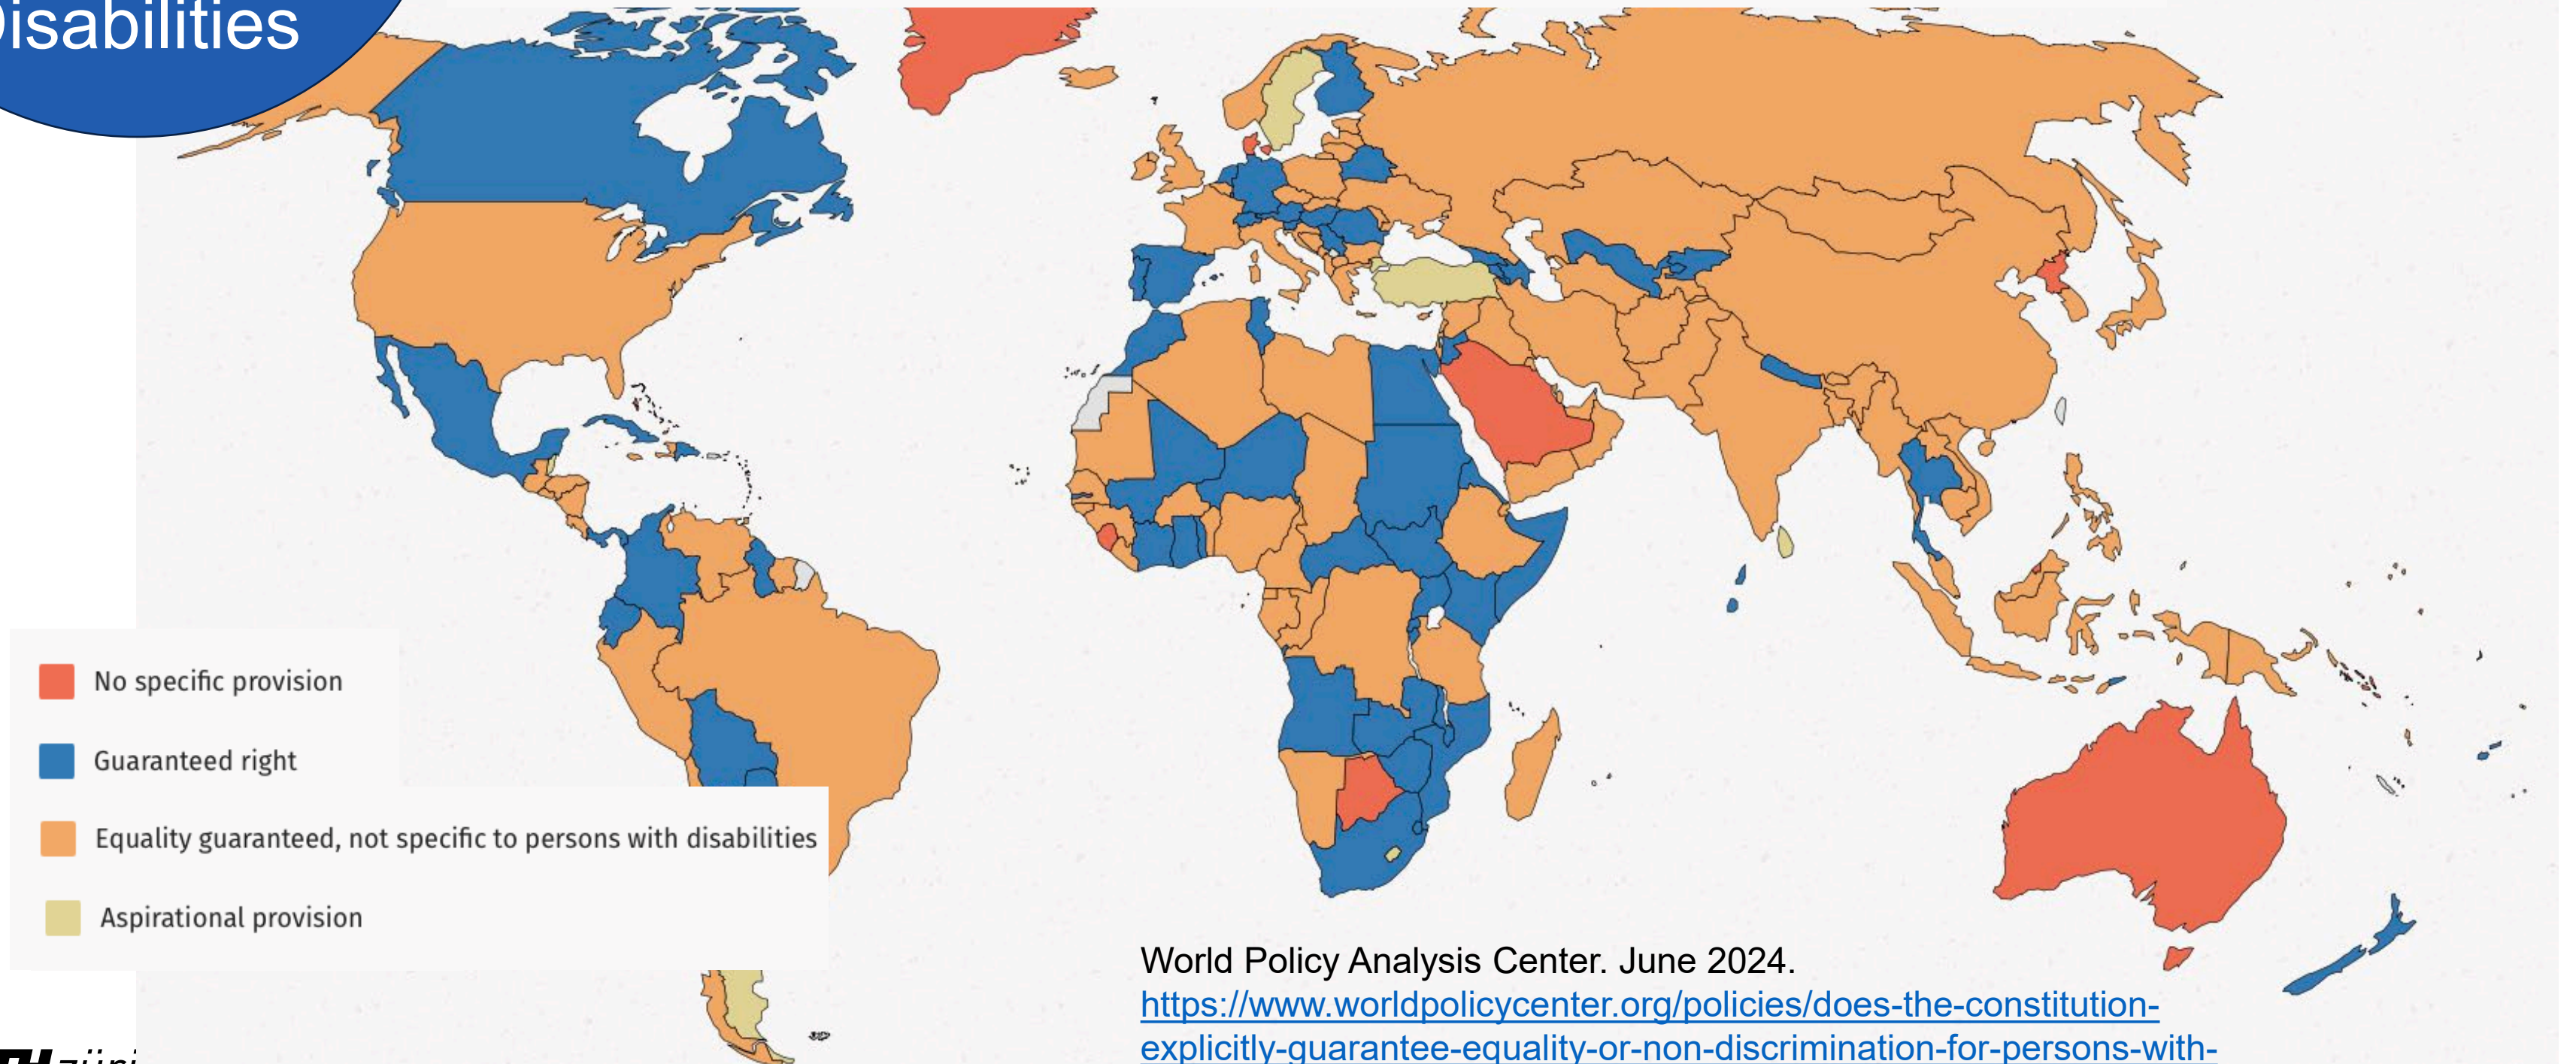 Disabilities
No specific provision
Guaranteed right
Equality guaranteed, not specific to persons with disabilities
Aspirational provision
World Policy Analysis Center. June 2024.
https://www.worldpolicycenter.org/policies/does-the-constitution-
explicitly-guarantee-equality-or-non-discrimination-for-persons-with-